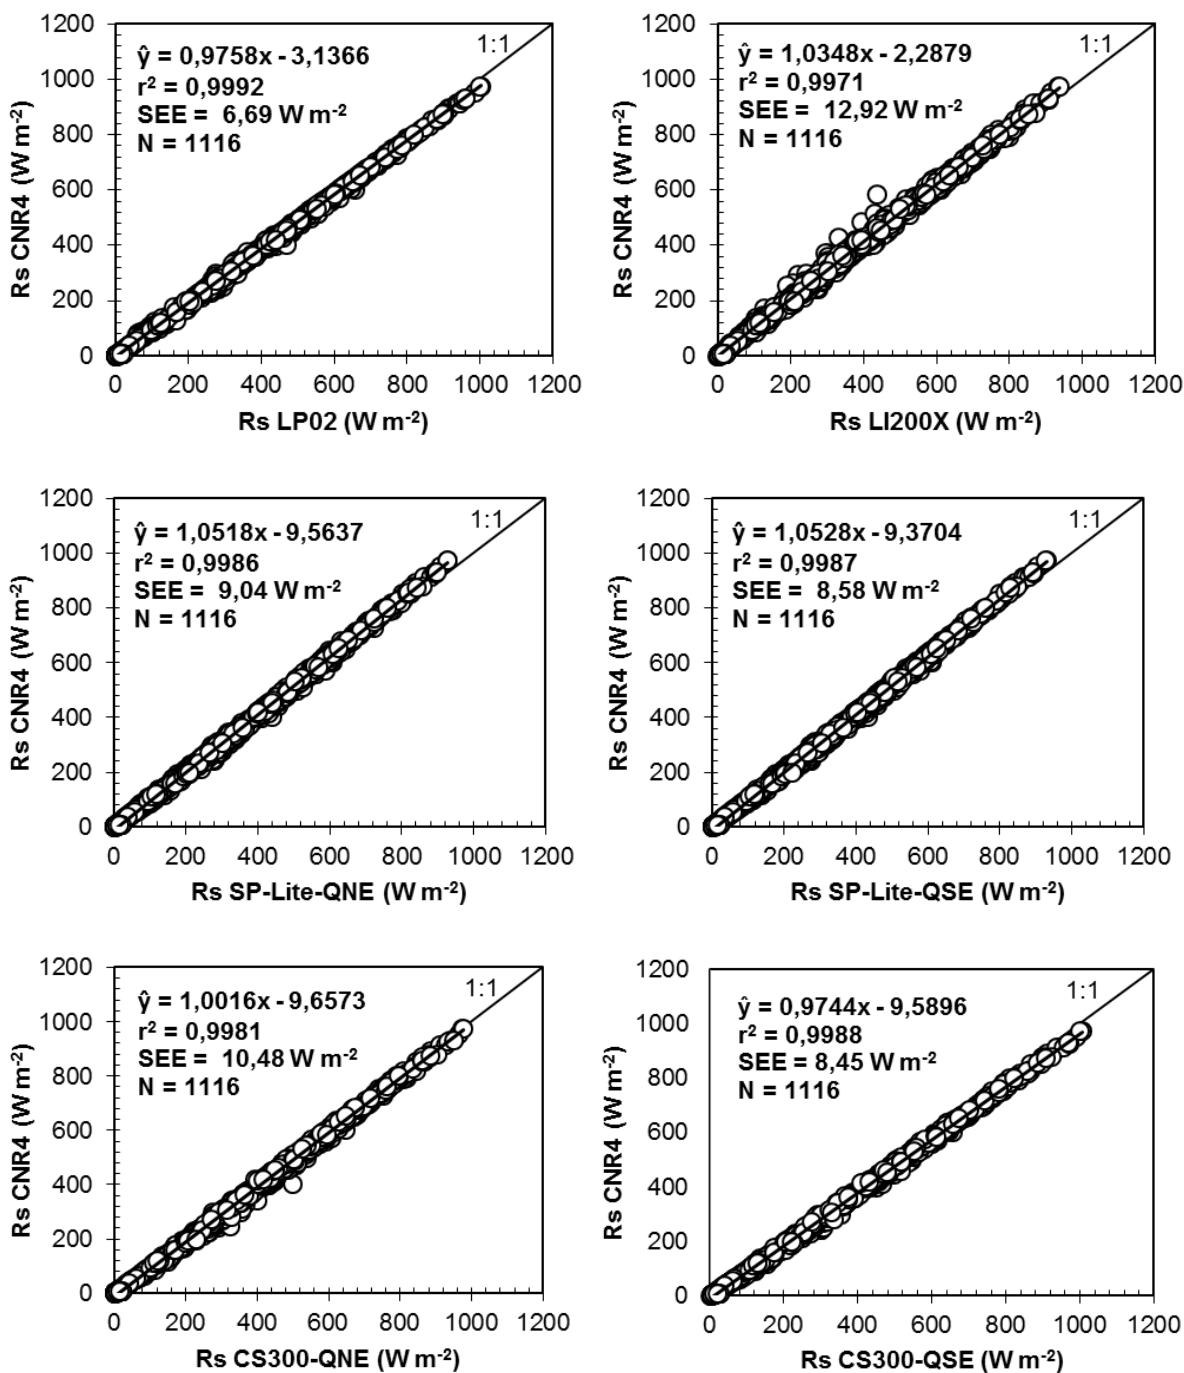 ŷ = 0,9758x - 3,1366
r² = 0,9992
SEE = 6,69 W m⁻²
N = 1116
1:1
1200
1000
800
600
400
200
0
Rs CNR4 (W m⁻²)
0 200 400 600 800 1000 1200
Rs LP02 (W m⁻²)
ŷ = 1,0348x - 2,2879
r² = 0,9971
SEE = 12,92 W m⁻²
N = 1116
1:1
1200
1000
800
600
400
200
0
Rs CNR4 (W m⁻²)
0 200 400 600 800 1000 1200
Rs LI200X (W m⁻²)
ŷ = 1,0518x - 9,5637
r² = 0,9986
SEE = 9,04 W m⁻²
N = 1116
1:1
1200
1000
800
600
400
200
0
Rs CNR4 (W m⁻²)
0 200 400 600 800 1000 1200
Rs SP-Lite-QNE (W m⁻²)
ŷ = 1,0528x - 9,3704
r² = 0,9987
SEE = 8,58 W m⁻²
N = 1116
1:1
1200
1000
800
600
400
200
0
Rs CNR4 (W m⁻²)
0 200 400 600 800 1000 1200
Rs SP-Lite-QSE (W m⁻²)
ŷ = 1,0016x - 9,6573
r² = 0,9981
SEE = 10,48 W m⁻²
N = 1116
1:1
1200
1000
800
600
400
200
0
Rs CNR4 (W m⁻²)
0 200 400 600 800 1000 1200
Rs CS300-QNE (W m⁻²)
ŷ = 0,9744x - 9,5896
r² = 0,9988
SEE = 8,45 W m⁻²
N = 1116
1:1
1200
1000
800
600
400
200
0
Rs CNR4 (W m⁻²)
0 200 400 600 800 1000 1200
Rs CS300-QSE (W m⁻²)